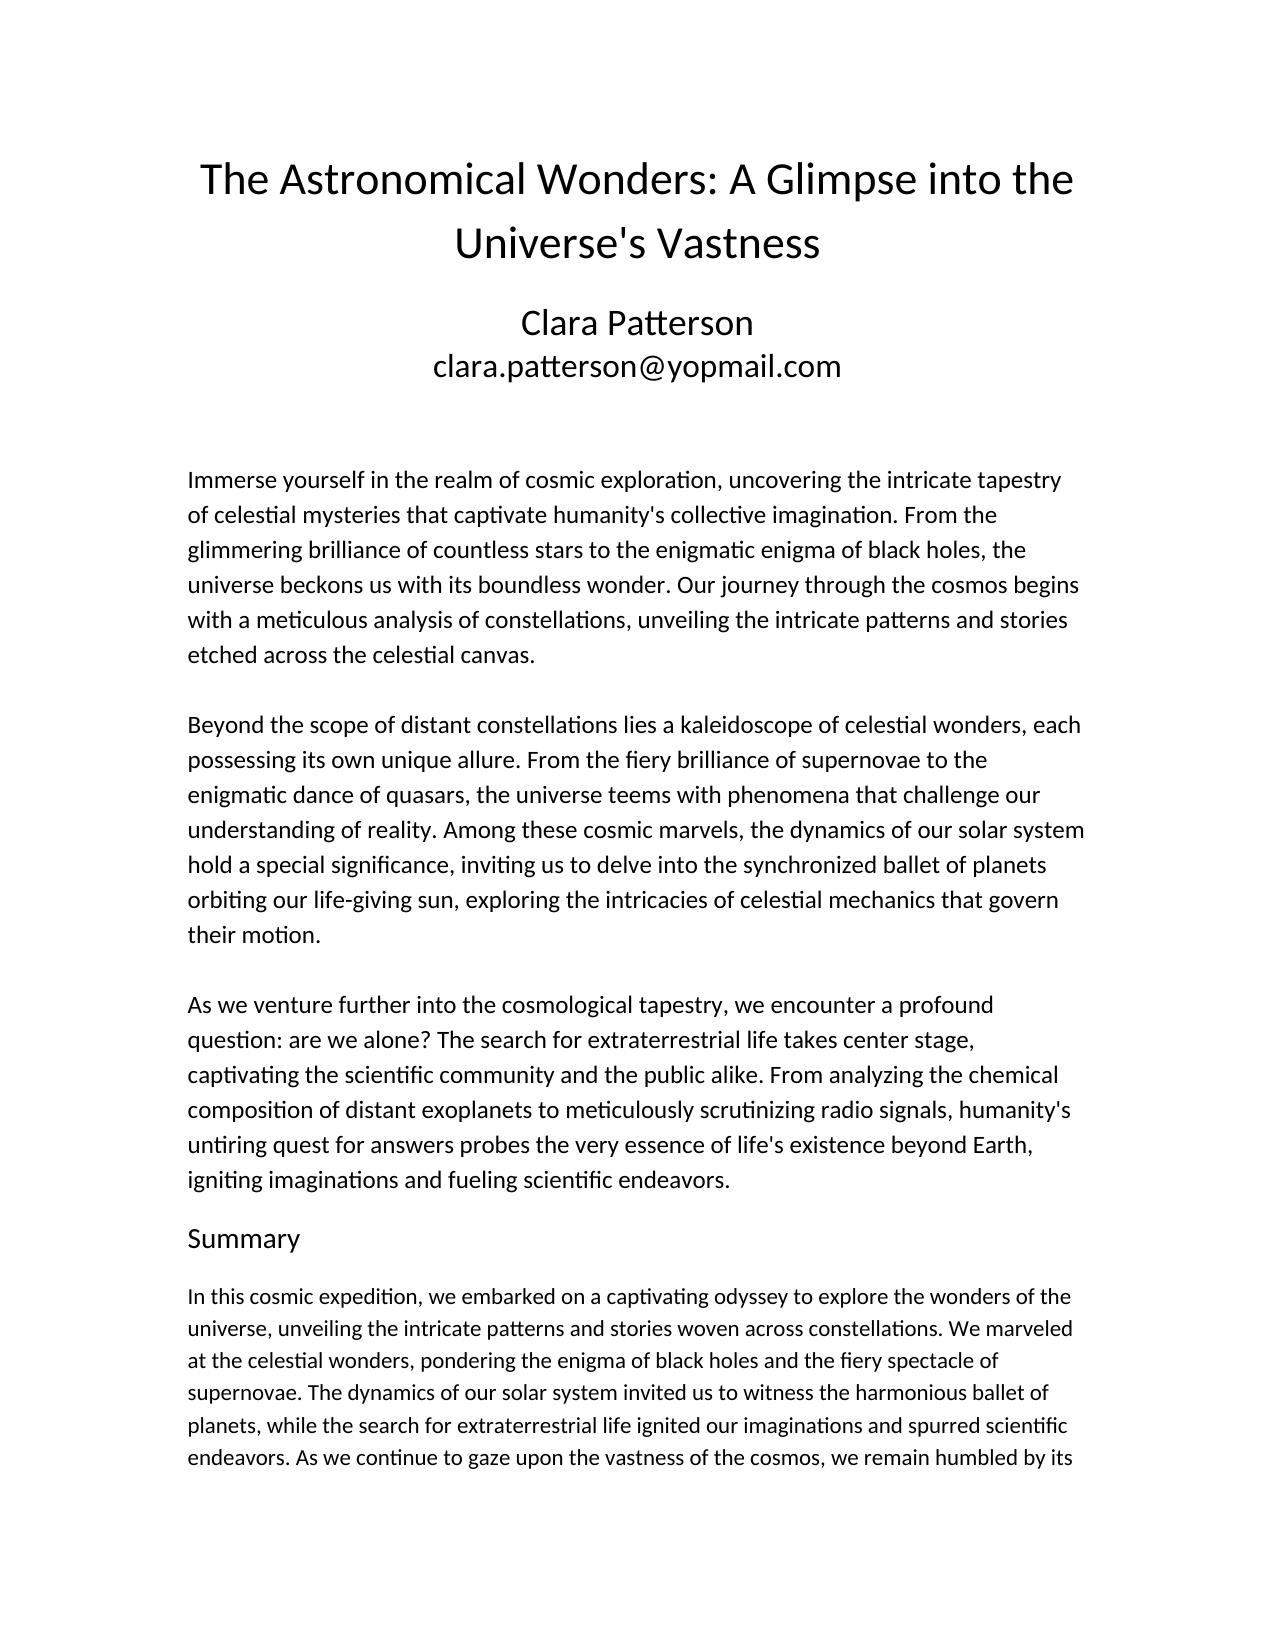 The Astronomical Wonders: A Glimpse into the
Universe's Vastness
Clara Patterson
clara.patterson@yopmail.com
Immerse yourself in the realm of cosmic exploration, uncovering the intricate tapestry
of celestial mysteries that captivate humanity's collective imagination. From the
glimmering brilliance of countless stars to the enigmatic enigma of black holes, the
universe beckons us with its boundless wonder. Our journey through the cosmos begins
with a meticulous analysis of constellations, unveiling the intricate patterns and stories
etched across the celestial canvas.
Beyond the scope of distant constellations lies a kaleidoscope of celestial wonders, each
possessing its own unique allure. From the fiery brilliance of supernovae to the
enigmatic dance of quasars, the universe teems with phenomena that challenge our
understanding of reality. Among these cosmic marvels, the dynamics of our solar system
hold a special significance, inviting us to delve into the synchronized ballet of planets
orbiting our life-giving sun, exploring the intricacies of celestial mechanics that govern
their motion.
As we venture further into the cosmological tapestry, we encounter a profound
question: are we alone? The search for extraterrestrial life takes center stage,
captivating the scientific community and the public alike. From analyzing the chemical
composition of distant exoplanets to meticulously scrutinizing radio signals, humanity's
untiring quest for answers probes the very essence of life's existence beyond Earth,
igniting imaginations and fueling scientific endeavors.
Summary
In this cosmic expedition, we embarked on a captivating odyssey to explore the wonders of the
universe, unveiling the intricate patterns and stories woven across constellations. We marveled
at the celestial wonders, pondering the enigma of black holes and the fiery spectacle of
supernovae. The dynamics of our solar system invited us to witness the harmonious ballet of
planets, while the search for extraterrestrial life ignited our imaginations and spurred scientific
endeavors. As we continue to gaze upon the vastness of the cosmos, we remain humbled by its